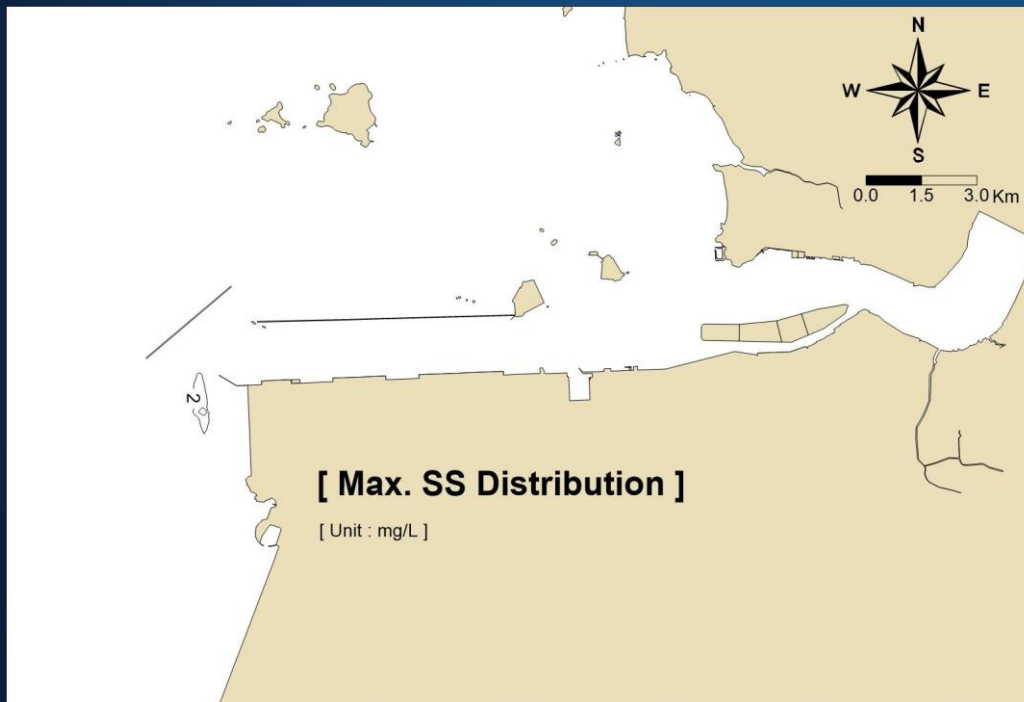 N
W E
S
0.0 1.5 3.0 Km
2
[ Max. SS Distribution ]
[ Unit : mg/L ]